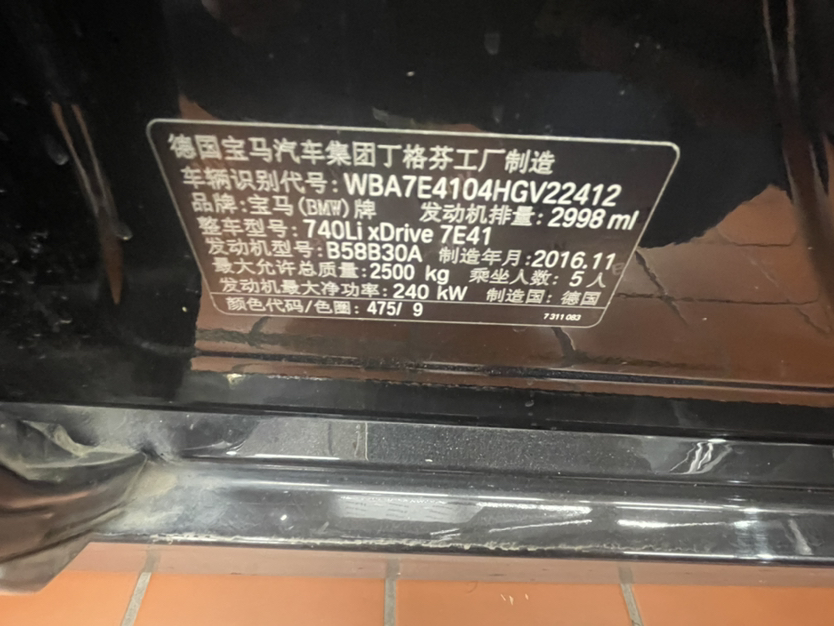 德国宝马汽车集团丁格芬工厂制造
车辆识别代号: WBA7E4104HGV22412
品牌:宝马(BMW)牌 发动机排量: 2998 ml
整车型号: 740Li xDrive 7E41
发动机型号: B58B30A 制造年月: 2016.11
最大允许总质量: 2500 kg 乘坐人数: 5 人
发动机最大净功率: 240 kW 制造国: 德国
颜色代码/色圈: 475/ 9 7 311 083